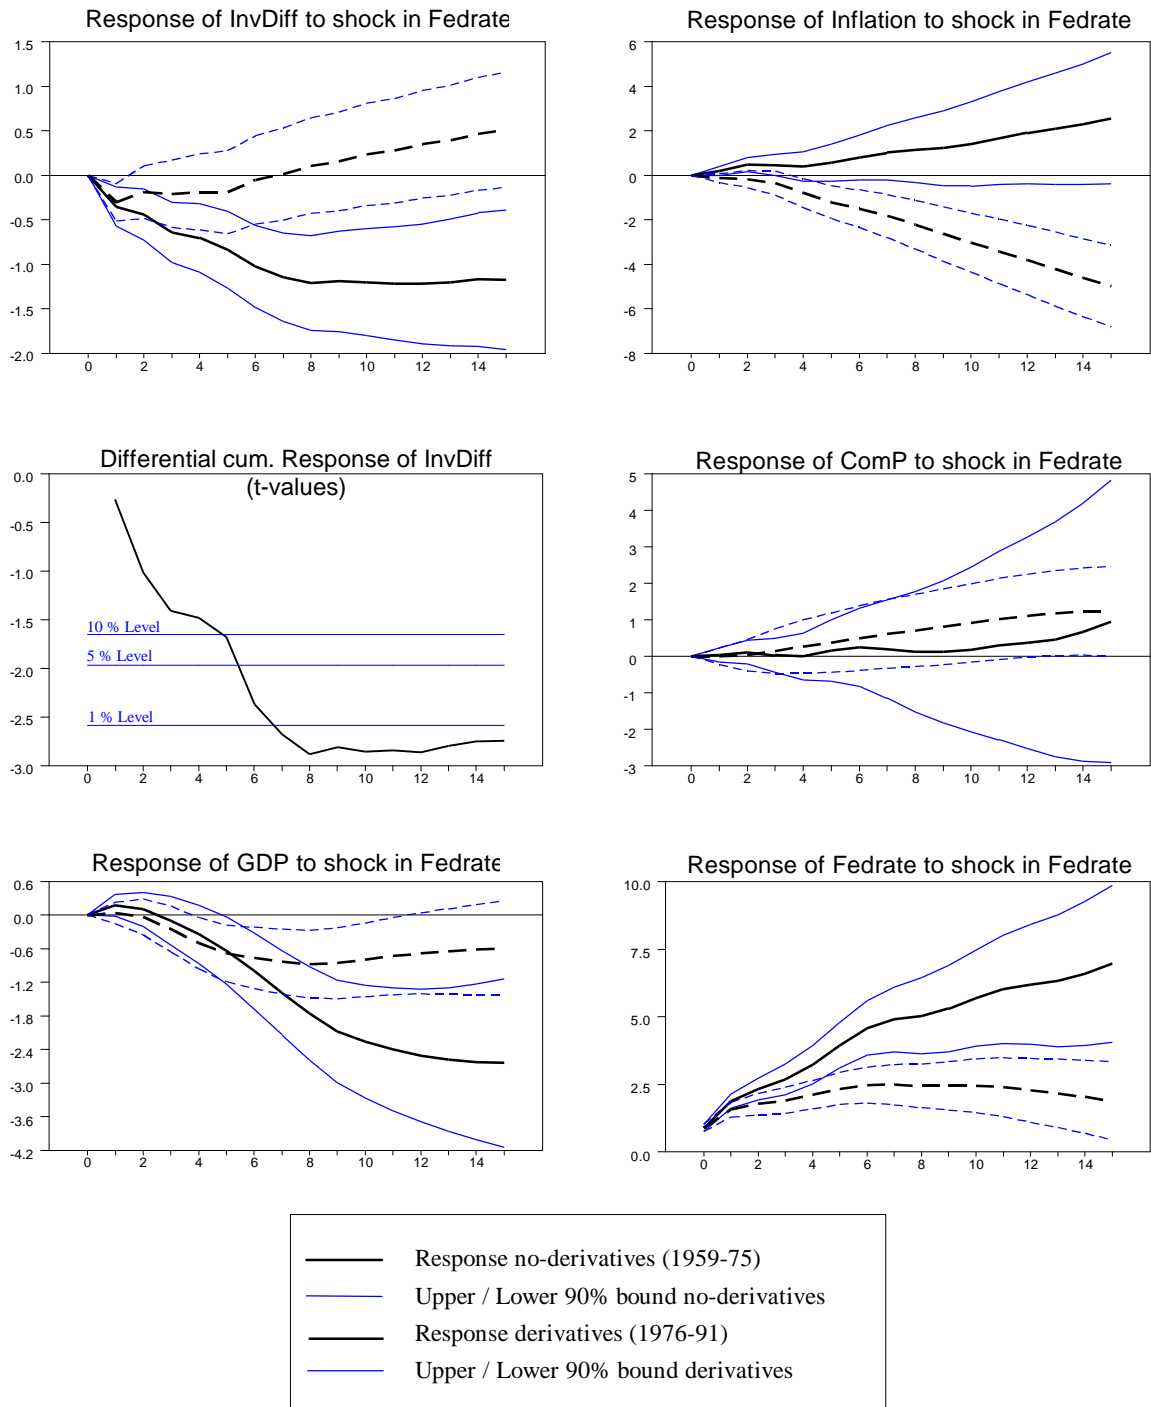 Response of InvDiff to shock in Fedrate
1.5
1.0
0.5
0.0
-0.5
-1.0
-1.5
-2.0
0 2 4 6 8 10 12 14
Response of Inflation to shock in Fedrate
6
4
2
0
-2
-4
-6
-8
0 2 4 6 8 10 12 14
Differential cum. Response of InvDiff
(t-values)
0.0
-0.5
-1.0
-1.5
-2.0
-2.5
-3.0
10 % Level
5 % Level
1 % Level
0 2 4 6 8 10 12 14
Response of ComP to shock in Fedrate
5
4
3
2
1
0
-1
-2
-3
0 2 4 6 8 10 12 14
Response of GDP to shock in Fedrate
0.6
0.0
-0.6
-1.2
-1.8
-2.4
-3.0
-3.6
-4.2
0 2 4 6 8 10 12 14
Response of Fedrate to shock in Fedrate
10.0
7.5
5.0
2.5
0.0
0 2 4 6 8 10 12 14
Response no-derivatives (1959-75)
Upper / Lower 90% bound no-derivatives
Response derivatives (1976-91)
Upper / Lower 90% bound derivatives